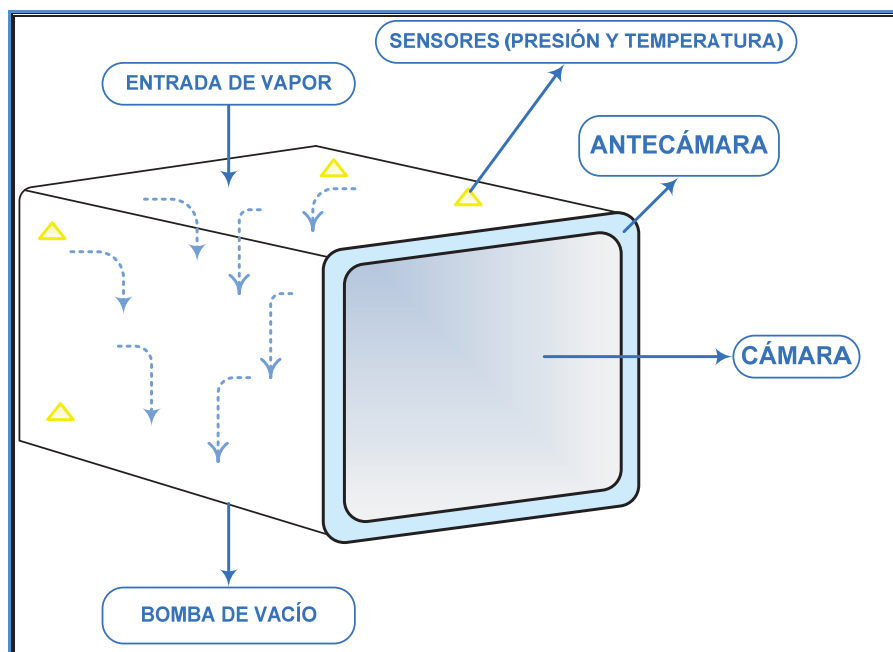 SENSORES (PRESIÓN Y TEMPERATURA)
ENTRADA DE VAPOR
ANTECÁMARA
CÁMARA
BOMBA DE VACÍO